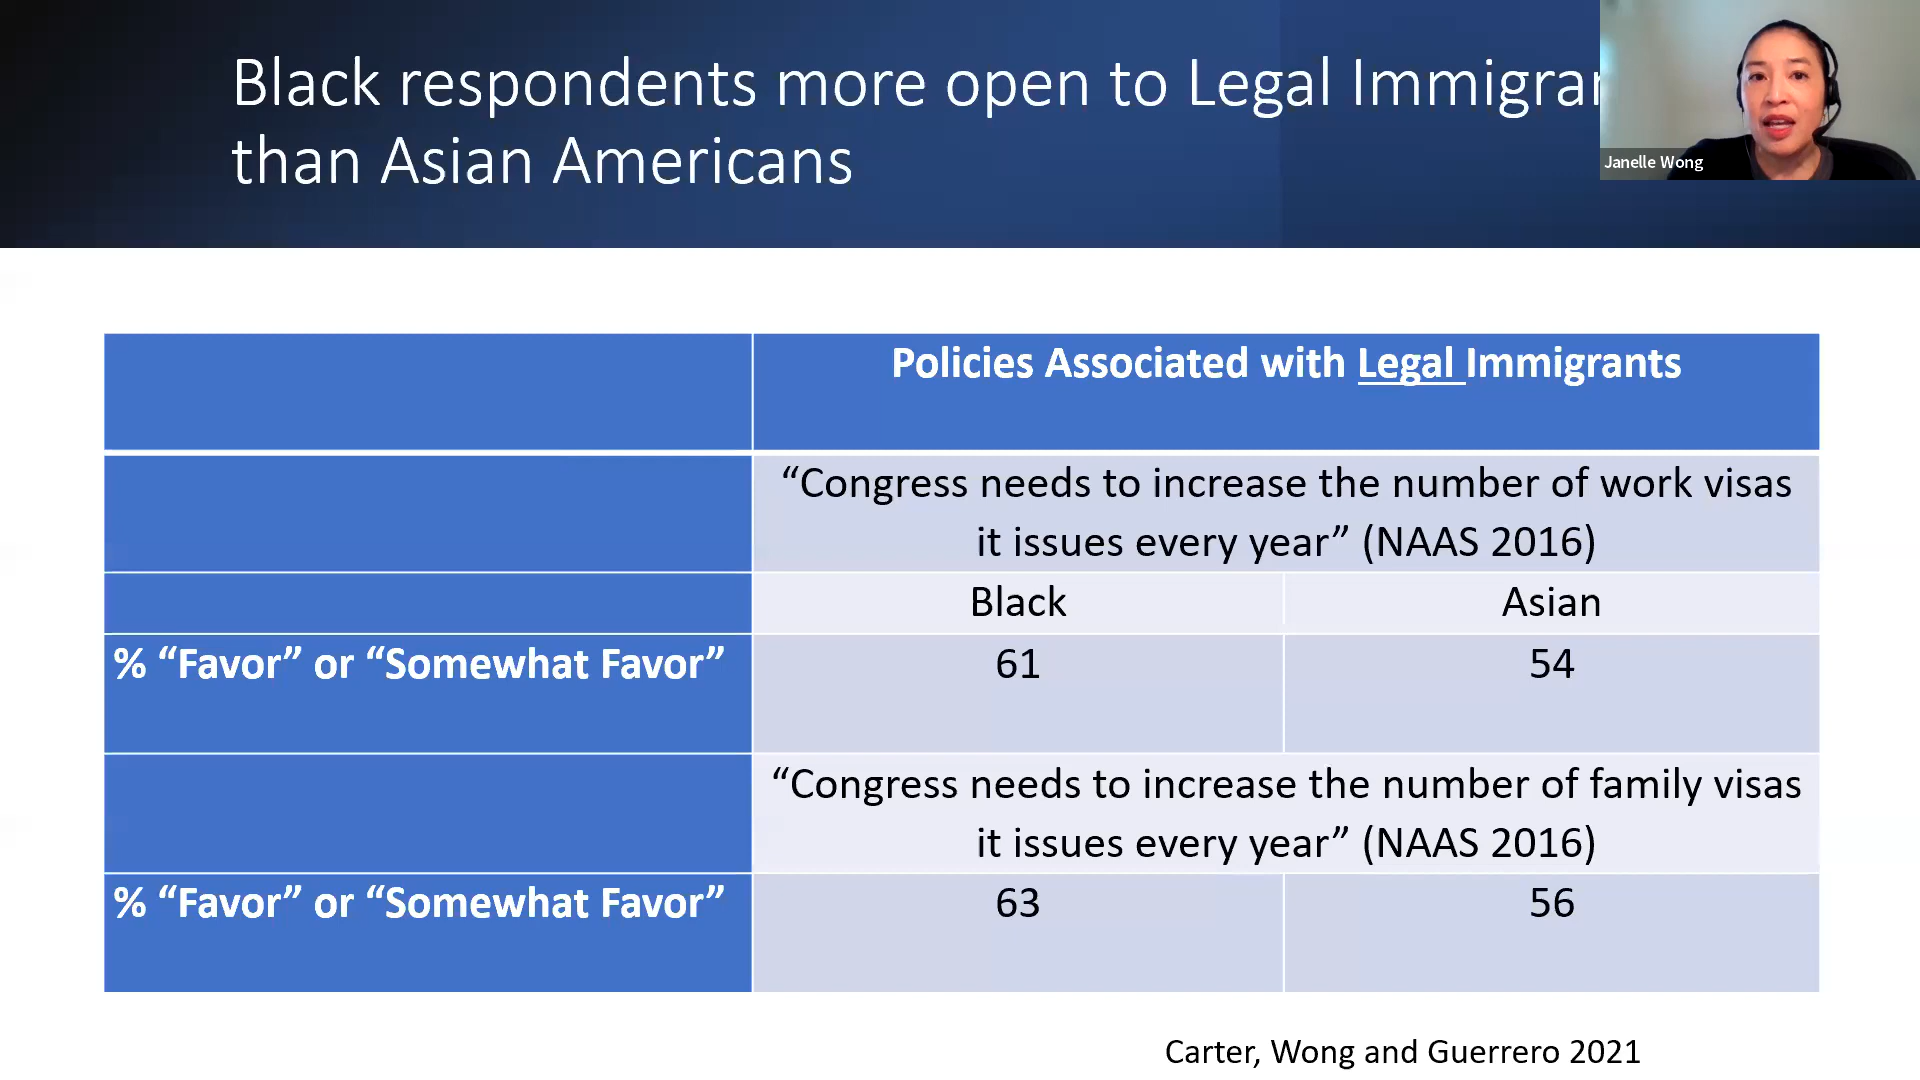 Black respondents more open to Legal
than Asian Americans
Janelle Wong
Policies Associated with Legal Immigrants
“Congress needs to increase the number of work visas
it issues every year” (NAAS 2016)
Black Asian
% “Favor” or “Somewhat Favor” 61 54
“Congress needs to increase the number of family visas
it issues every year” (NAAS 2016)
% “Favor” or “Somewhat Favor” 63 56
Carter, Wong and Guerrero 2021